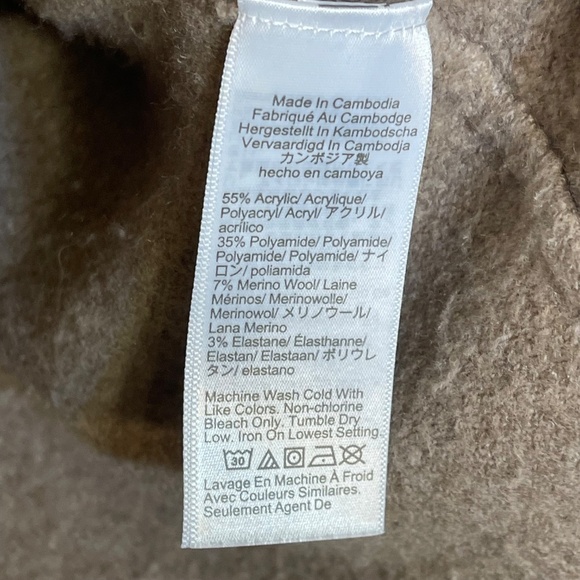 Made In Cambodia
Fabriqué Au Cambodge
Hergestellt In Kambodscha
Vervaardigd In Cambodja
カンボジア製
hecho en camboya
55% Acrylic/ Acrylique/
Polyacryl/ Acryl/ アクリル/
acrílico
35% Polyamide/ Polyamide/
Polyamide/ Polyamide/ ナイ
ロン/ poliamida
7% Merino Wool/ Laine
Mérinos/ Merinowolle/
Merinowol/ メリノウール/
Lana Merino
3% Elastane/ Élasthanne/
Elastan/ Elastaan/ ポリウレ
タン/ elastano
Machine Wash Cold With
Like Colors. Non-chlorine
Bleach Only. Tumble Dry
Low. Iron On Lowest Setting.
30
Lavage En Machine À Froid
Avec Couleurs Similaires.
Seulement Agent De